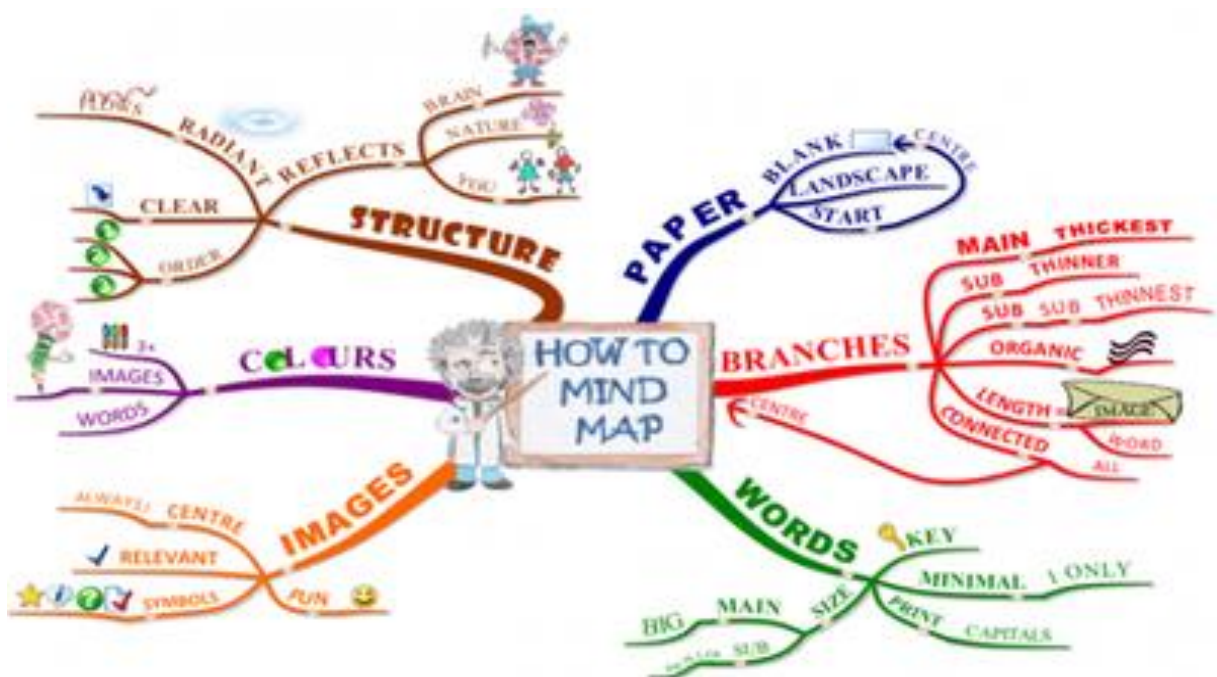 HOW TO
MIND
MAP
PAPER
BLANK
CENTRE
LANDSCAPE
START
BRANCHES
MAIN THICKEST
SUB THINNER
SUB SUB THINNEST
ORGANIC
LENGTH = IMAGE
WORD
CONNECTED
ALL
CENTRE
WORDS
KEY
MINIMAL 1 ONLY
PRINT CAPITALS
SIZE
MAIN BIG
SUB
IMAGES
ALWAYS! CENTRE
RELEVANT
SYMBOLS
FUN
COLOURS
3+
IMAGES
WORDS
STRUCTURE
REFLECTS
BRAIN
NATURE
YOU
RADIANT
CLEAR
ORDER